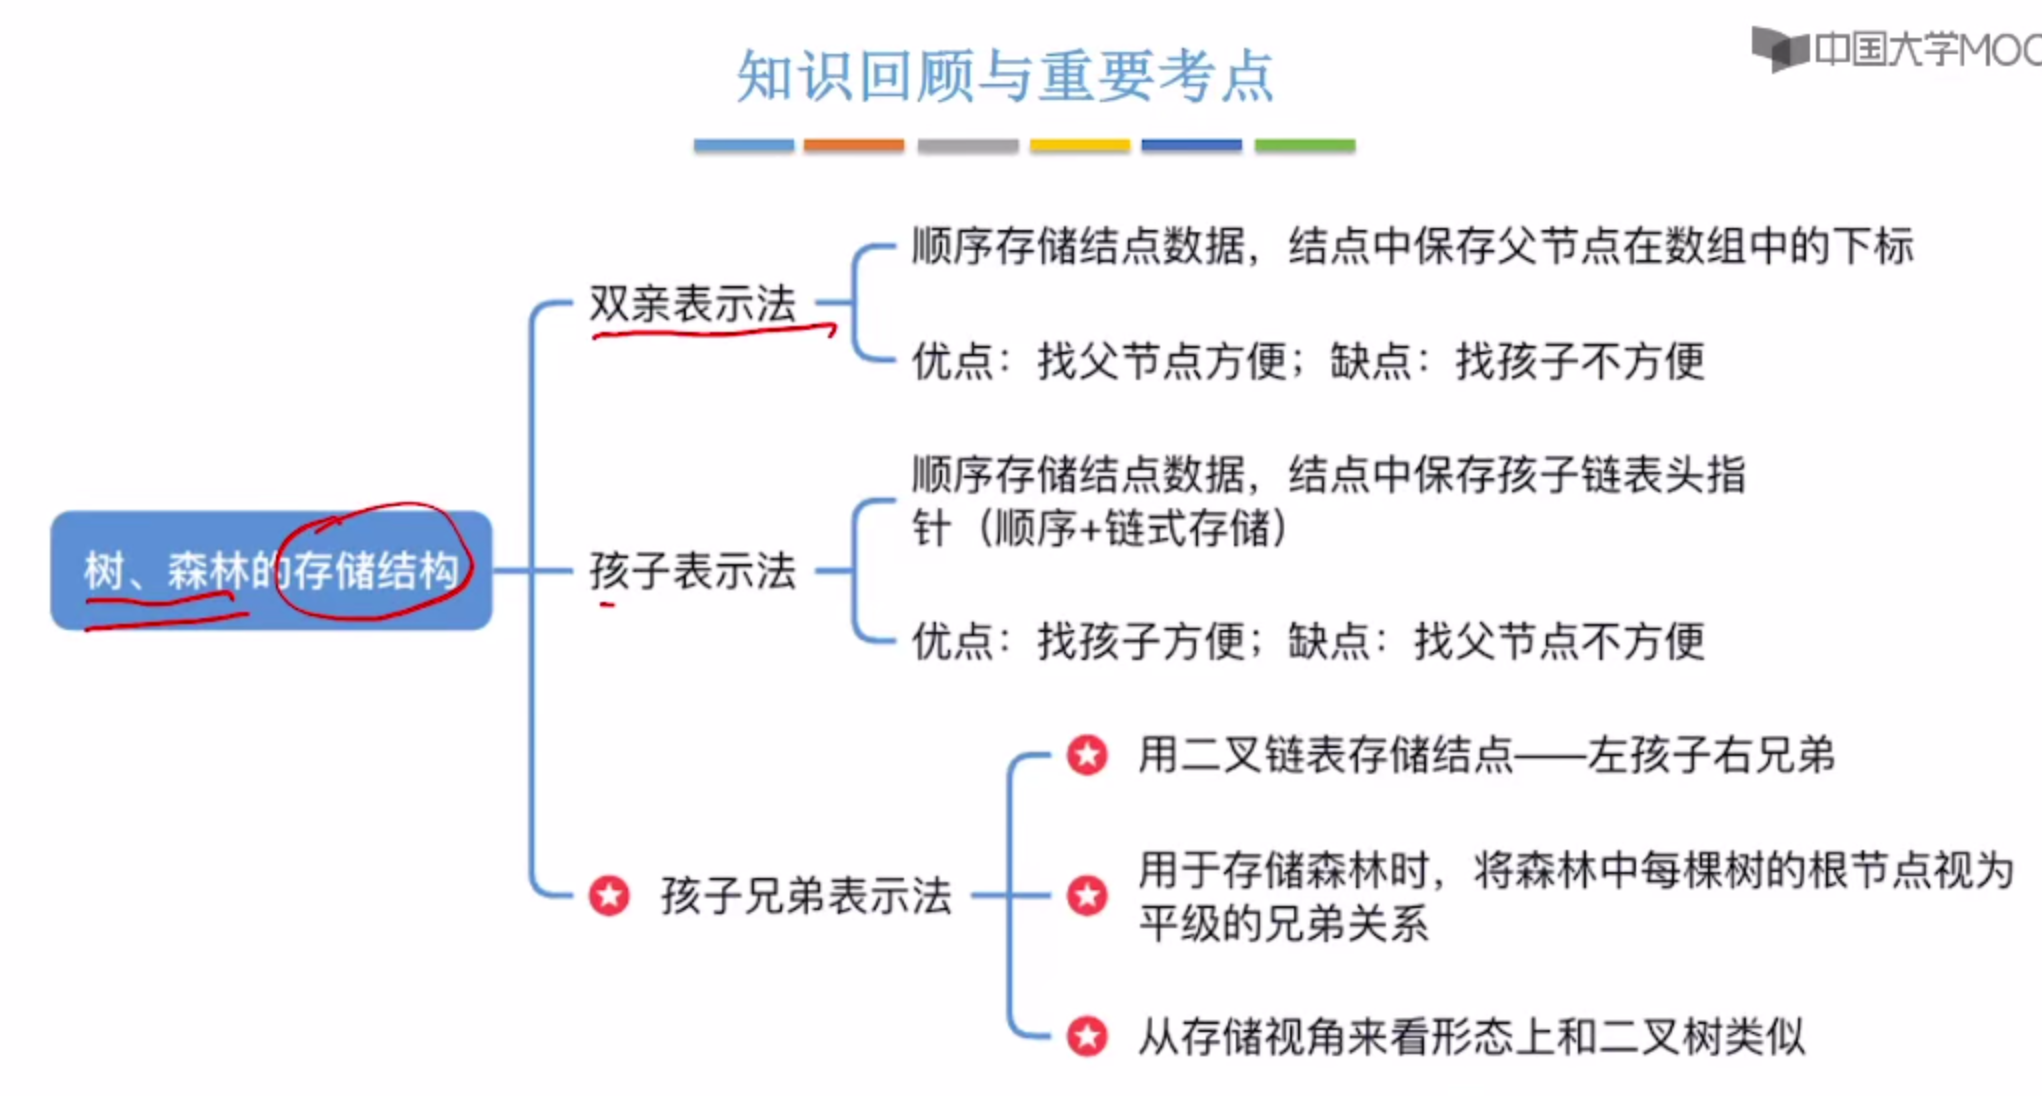 中国大学MOO
知识回顾与重要考点
顺序存储结点数据，结点中保存父节点在数组中的下标
双亲表示法
优点：找父节点方便；缺点：找孩子不方便
顺序存储结点数据，结点中保存孩子链表头指
针（顺序+链式存储）
树、森林的存储结构
孩子表示法
优点：找孩子方便；缺点：找父节点不方便
用二叉链表存储结点——左孩子右兄弟
用于存储森林时，将森林中每棵树的根节点视为
平级的兄弟关系
孩子兄弟表示法
从存储视角来看形态上和二叉树类似